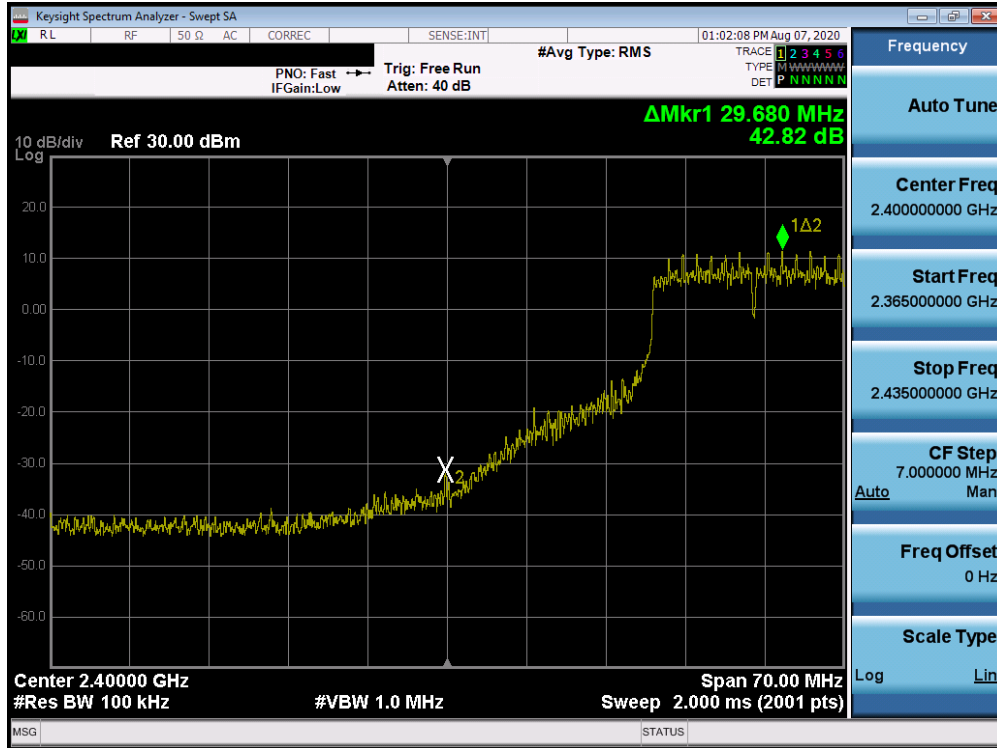 Keysight Spectrum Analyzer - Swept SA
LXI RL RF 50 Ω AC CORREC SENSE:INT 01:02:08 PM Aug 07, 2020
#Avg Type: RMS TRACE 1 2 3 4 5 6
PNO: Fast Trig: Free Run TYPE M WWWWW
IFGain:Low Atten: 40 dB DET P N N N N N
ΔMkr1 29.680 MHz
42.82 dB
10 dB/div Ref 30.00 dBm
Log
20.0
10.0
0.00
-10.0
-20.0
-30.0
-40.0
-50.0
-60.0
1Δ2
X2
Center 2.40000 GHz Span 70.00 MHz
#Res BW 100 kHz #VBW 1.0 MHz Sweep 2.000 ms (2001 pts)
MSG STATUS
Frequency
Auto Tune
Center Freq
2.400000000 GHz
Start Freq
2.365000000 GHz
Stop Freq
2.435000000 GHz
CF Step
7.000000 MHz
Auto Man
Freq Offset
0 Hz
Scale Type
Log Lin